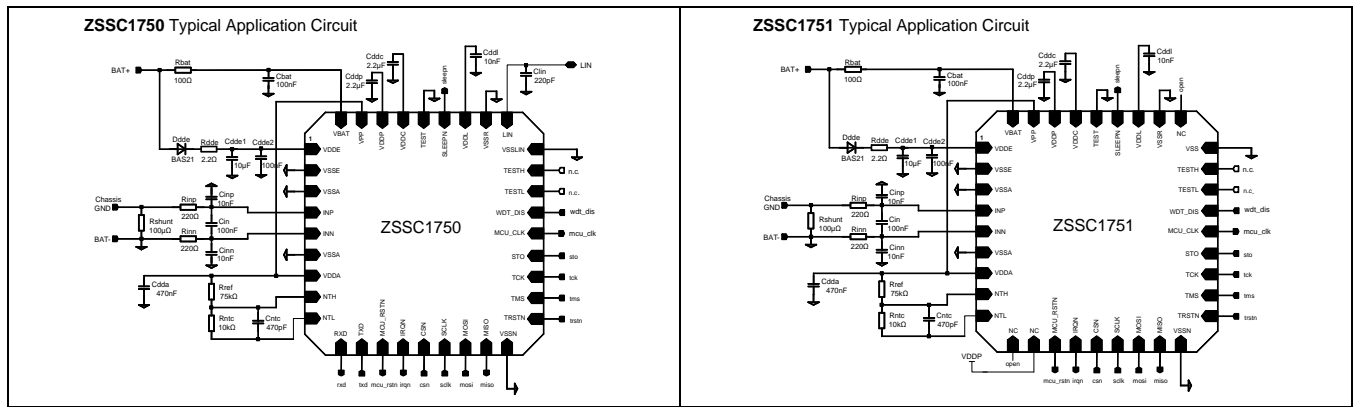 ZSSC1750 Typical Application Circuit
BAT+
Rbat
100Ω
Cbat
100nF
Cddp
2.2µF
Cddc
2.2µF
sleepn
Cddl
10nF
Clin
220pF
LIN
Ddde
BAS21
Rdde
2.2Ω
Cdde1
10µF
Cdde2
100nF
Chassis
GND
Rshunt
100µΩ
BAT-
Rinp
220Ω
Rinn
220Ω
Cinp
10nF
Cin
100nF
Cinn
10nF
Cdda
470nF
Rref
75kΩ
Rntc
10kΩ
Cntc
470pF
VBAT
VPP
VDDP
VDDC
TEST
SLEEPN
VDDL
VSSR
LIN
1
VDDE
VSSE
VSSA
INP
INN
VSSA
VDDA
NTH
NTL
ZSSC1750
VSSLIN
TESTH
n.c.
TESTL
n.c.
WDT_DIS
wdt_dis
MCU_CLK
mcu_clk
STO
sto
TCK
tck
TMS
tms
TRSTN
trstn
RXD
TXD
MCU_RSTN
IRQN
CSN
SCLK
MOSI
MISO
VSSN
rxd
txd
mcu_rstn
irqn
csn
sclk
mosi
miso
ZSSC1751 Typical Application Circuit
BAT+
Rbat
100Ω
Cbat
100nF
Cddp
2.2µF
Cddc
2.2µF
sleepn
Cddl
10nF
open
Ddde
BAS21
Rdde
2.2Ω
Cdde1
10µF
Cdde2
100nF
Chassis
GND
Rshunt
100µΩ
BAT-
Rinp
220Ω
Rinn
220Ω
Cinp
10nF
Cin
100nF
Cinn
10nF
Cdda
470nF
Rref
75kΩ
Rntc
10kΩ
Cntc
470pF
VBAT
VPP
VDDP
VDDC
TEST
SLEEPN
VDDL
VSSR
NC
1
VDDE
VSSE
VSSA
INP
INN
VSSA
VDDA
NTH
NTL
ZSSC1751
VSS
TESTH
n.c.
TESTL
n.c.
WDT_DIS
wdt_dis
MCU_CLK
mcu_clk
STO
sto
TCK
tck
TMS
tms
TRSTN
trstn
NC
NC
MCU_RSTN
IRQN
CSN
SCLK
MOSI
MISO
VSSN
VDDP
open
mcu_rstn
irqn
csn
sclk
mosi
miso